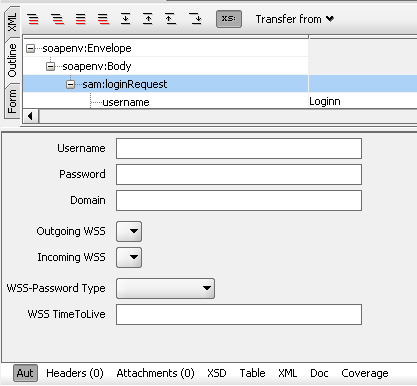 XML
Outline
Form
xs: Transfer from
soapenv:Envelope
soapenv:Body
sam:loginRequest
username Loginn
Username
Password
Domain
Outgoing WSS
Incoming WSS
WSS-Password Type
WSS TimeToLive
Aut Headers (0) Attachments (0) XSD Table XML Doc Coverage